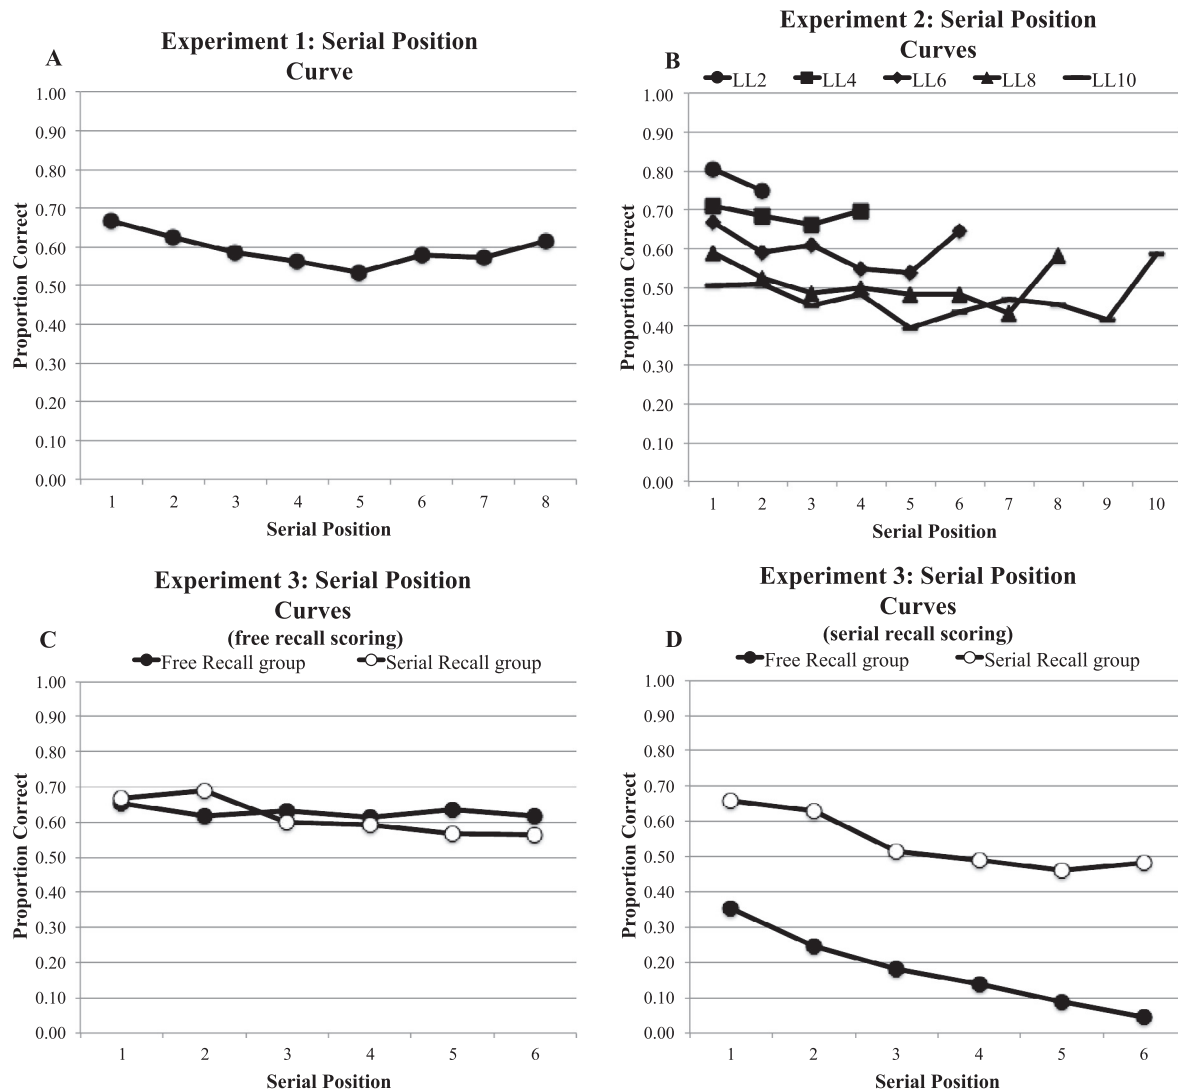 A
Experiment 1: Serial Position
Curve
1.00
0.90
0.80
0.70
0.60
0.50
0.40
0.30
0.20
0.10
0.00
Proportion Correct
1 2 3 4 5 6 7 8
Serial Position
B
Experiment 2: Serial Position
Curves
LL2 LL4 LL6 LL8 LL10
1.00
0.90
0.80
0.70
0.60
0.50
0.40
0.30
0.20
0.10
0.00
Proportion Correct
1 2 3 4 5 6 7 8 9 10
Serial Position
C
Experiment 3: Serial Position
Curves
(free recall scoring)
Free Recall group Serial Recall group
1.00
0.90
0.80
0.70
0.60
0.50
0.40
0.30
0.20
0.10
0.00
Proportion Correct
1 2 3 4 5 6
Serial Position
D
Experiment 3: Serial Position
Curves
(serial recall scoring)
Free Recall group Serial Recall group
1.00
0.90
0.80
0.70
0.60
0.50
0.40
0.30
0.20
0.10
0.00
Proportion Correct
1 2 3 4 5 6
Serial Position